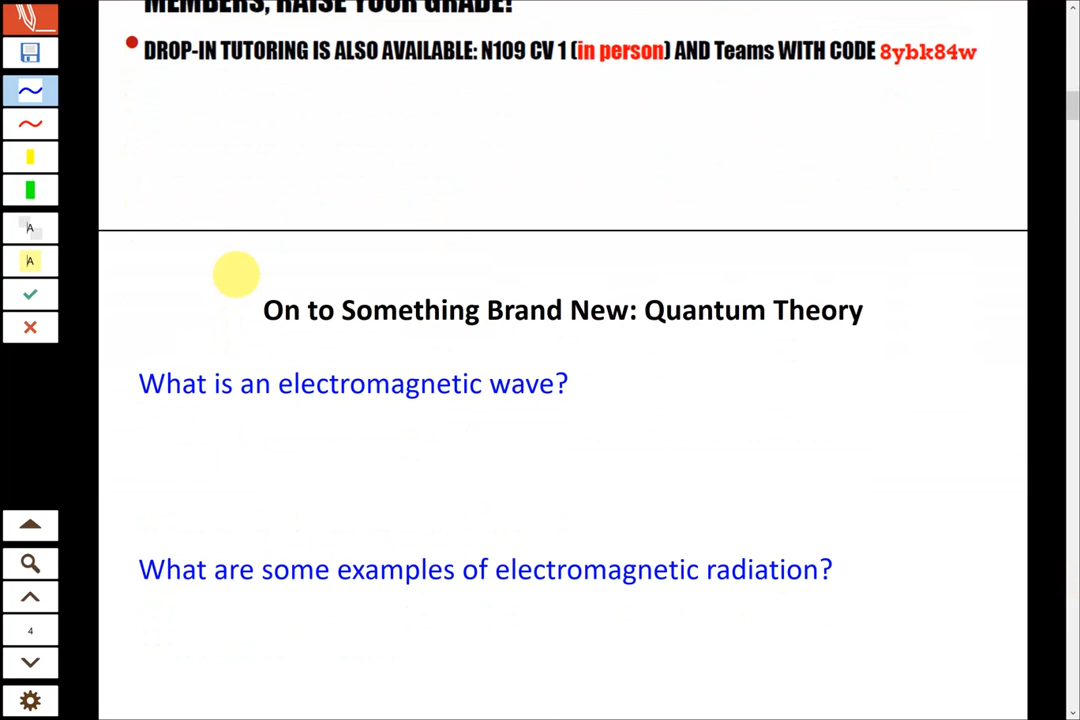 MEMBERS, RAISE YOUR GRADE!
DROP-IN TUTORING IS ALSO AVAILABLE: N109 CV 1 (in person) AND Teams WITH CODE 8ybk84w
A
A
On to Something Brand New: Quantum Theory
What is an electromagnetic wave?
What are some examples of electromagnetic radiation?
4